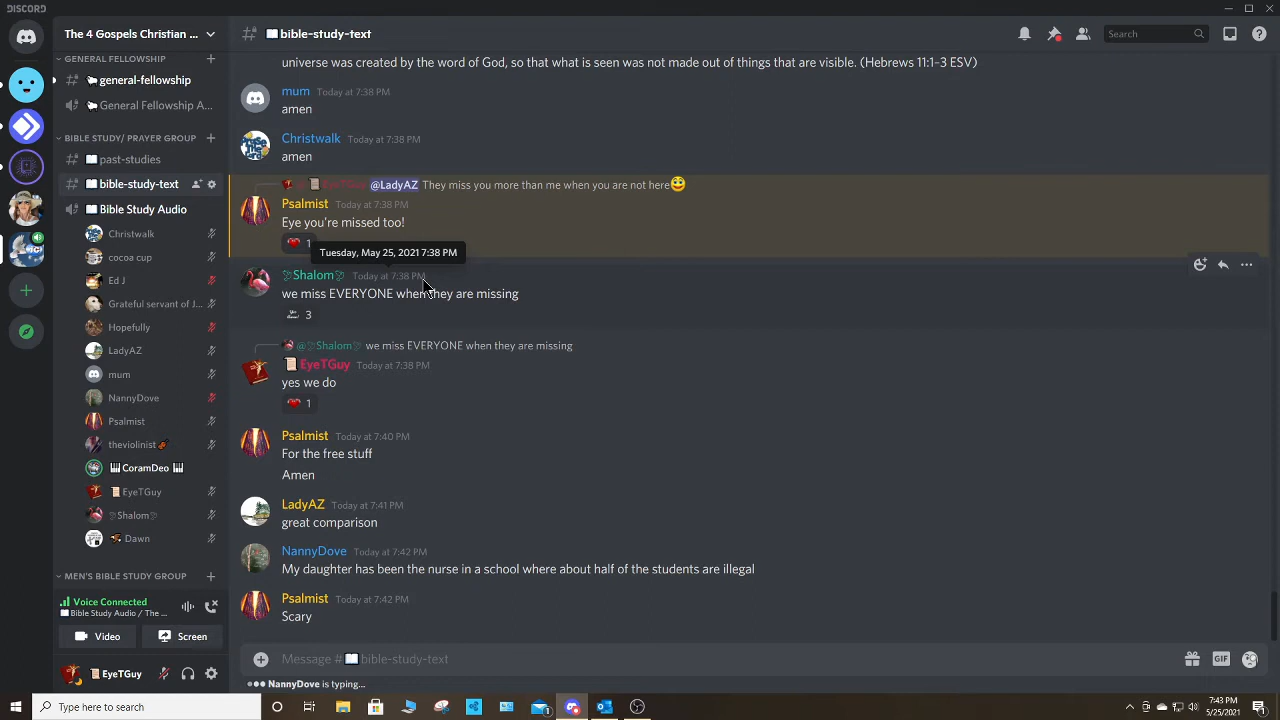 DISCORD
The 4 Gospels Christian ...
bible-study-text
Search
GENERAL FELLOWSHIP
general-fellowship
General Fellowship A...
BIBLE STUDY/ PRAYER GROUP
past-studies
bible-study-text
Bible Study Audio
Christwalk
cocoa cup
Ed J
Grateful servant of J...
Hopefully
LadyAZ
mum
NannyDove
Psalmist
theviolinist
CoramDeo
EyeTGuy
Shalom
Dawn
MEN'S BIBLE STUDY GROUP
Voice Connected
Bible Study Audio / The ...
Video
Screen
EyeTGuy
universe was created by the word of God, so that what is seen was not made out of things that are visible. (Hebrews 11:1-3 ESV)
mum Today at 7:38 PM
amen
Christwalk Today at 7:38 PM
amen
EyeTGuy @LadyAZ They miss you more than me when you are not here
Psalmist Today at 7:38 PM
Eye you're missed too!
1
Tuesday, May 25, 2021 7:38 PM
Shalom Today at 7:38 PM
we miss EVERYONE when they are missing
3
@Shalom we miss EVERYONE when they are missing
EyeTGuy Today at 7:38 PM
yes we do
1
Psalmist Today at 7:40 PM
For the free stuff
Amen
LadyAZ Today at 7:41 PM
great comparison
NannyDove Today at 7:42 PM
My daughter has been the nurse in a school where about half of the students are illegal
Psalmist Today at 7:42 PM
Scary
Message #bible-study-text
GIF
NannyDove is typing...
Type here to search
1
7:43 PM
5/25/2021